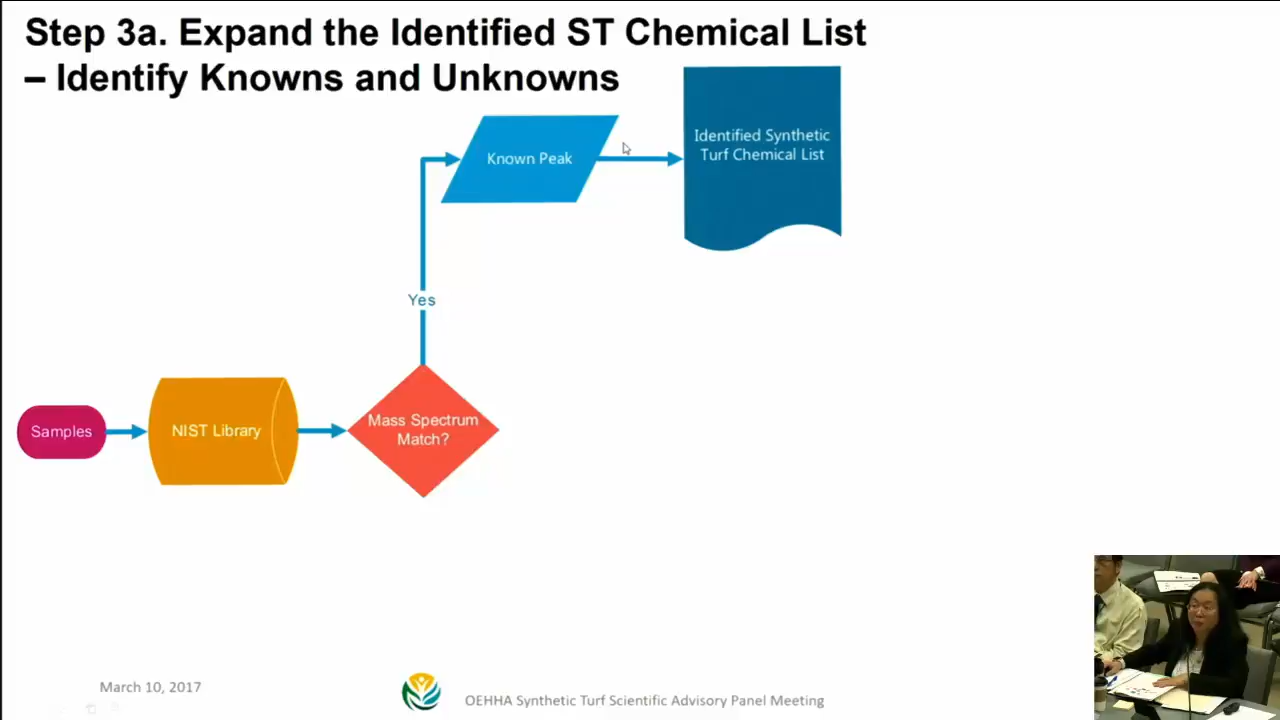 Step 3a. Expand the Identified ST Chemical List
– Identify Knowns and Unknowns
Identified Synthetic
Turf Chemical List
Known Peak
Yes
Mass Spectrum
Match?
NIST Library
Samples
March 10, 2017
OEHHA Synthetic Turf Scientific Advisory Panel Meeting